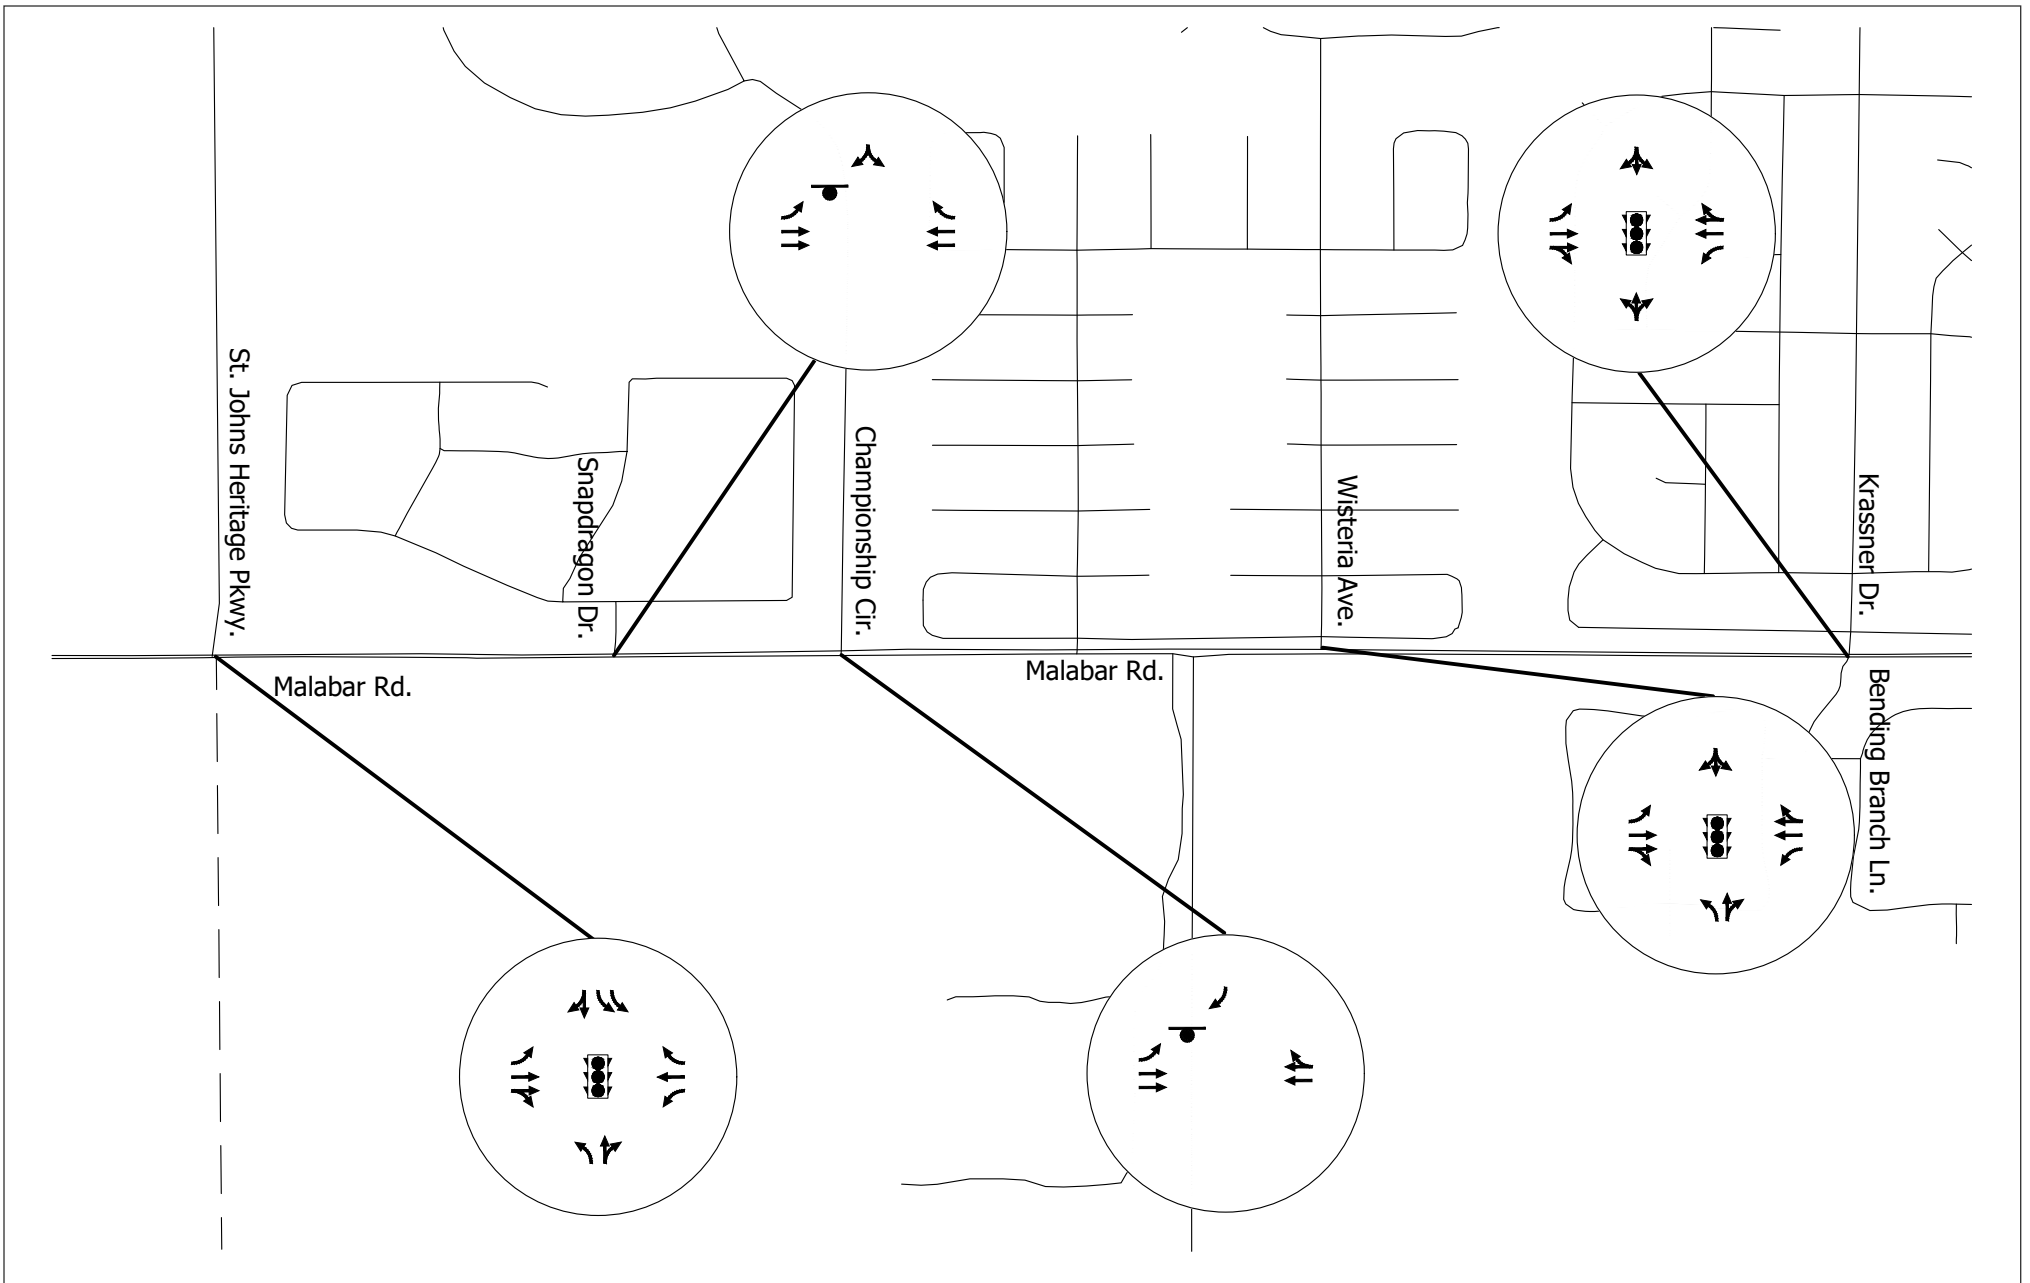 St. Johns Heritage Pkwy.
Snapdragon Dr.
Championship Cir.
Wisteria Ave.
Krassner Dr.
Malabar Rd.
Malabar Rd.
Bending Branch Ln.